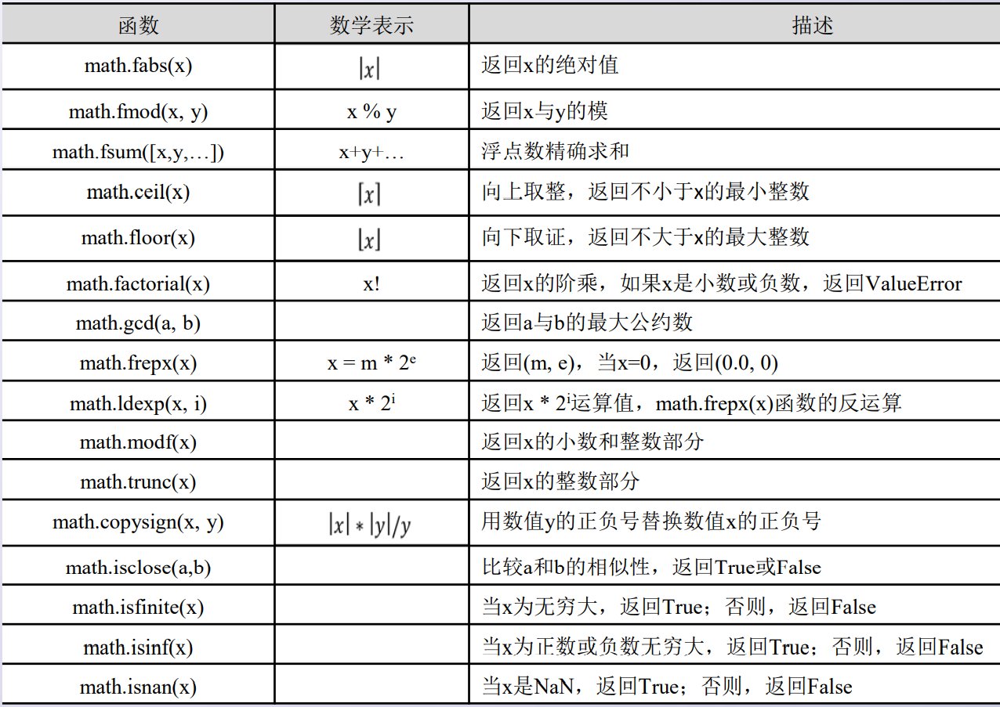 函数 数学表示 描述
math.fabs(x) |x| 返回x的绝对值
math.fmod(x, y) x % y 返回x与y的模
math.fsum([x,y,…]) x+y+… 浮点数精确求和
math.ceil(x) ⌈x⌉ 向上取整，返回不小于x的最小整数
math.floor(x) ⌊x⌋ 向下取证，返回不大于x的最大整数
math.factorial(x) x! 返回x的阶乘，如果x是小数或负数，返回ValueError
math.gcd(a, b) 返回a与b的最大公约数
math.frepx(x) x = m * 2ᵉ 返回(m, e)，当x=0，返回(0.0, 0)
math.ldexp(x, i) x * 2ⁱ 返回x * 2ⁱ运算值，math.frepx(x)函数的反运算
math.modf(x) 返回x的小数和整数部分
math.trunc(x) 返回x的整数部分
math.copysign(x, y) |x| * |y|/y 用数值y的正负号替换数值x的正负号
math.isclose(a,b) 比较a和b的相似性，返回True或False
math.isfinite(x) 当x为无穷大，返回True；否则，返回False
math.isinf(x) 当x为正数或负数无穷大，返回True；否则，返回False
math.isnan(x) 当x是NaN，返回True；否则，返回False